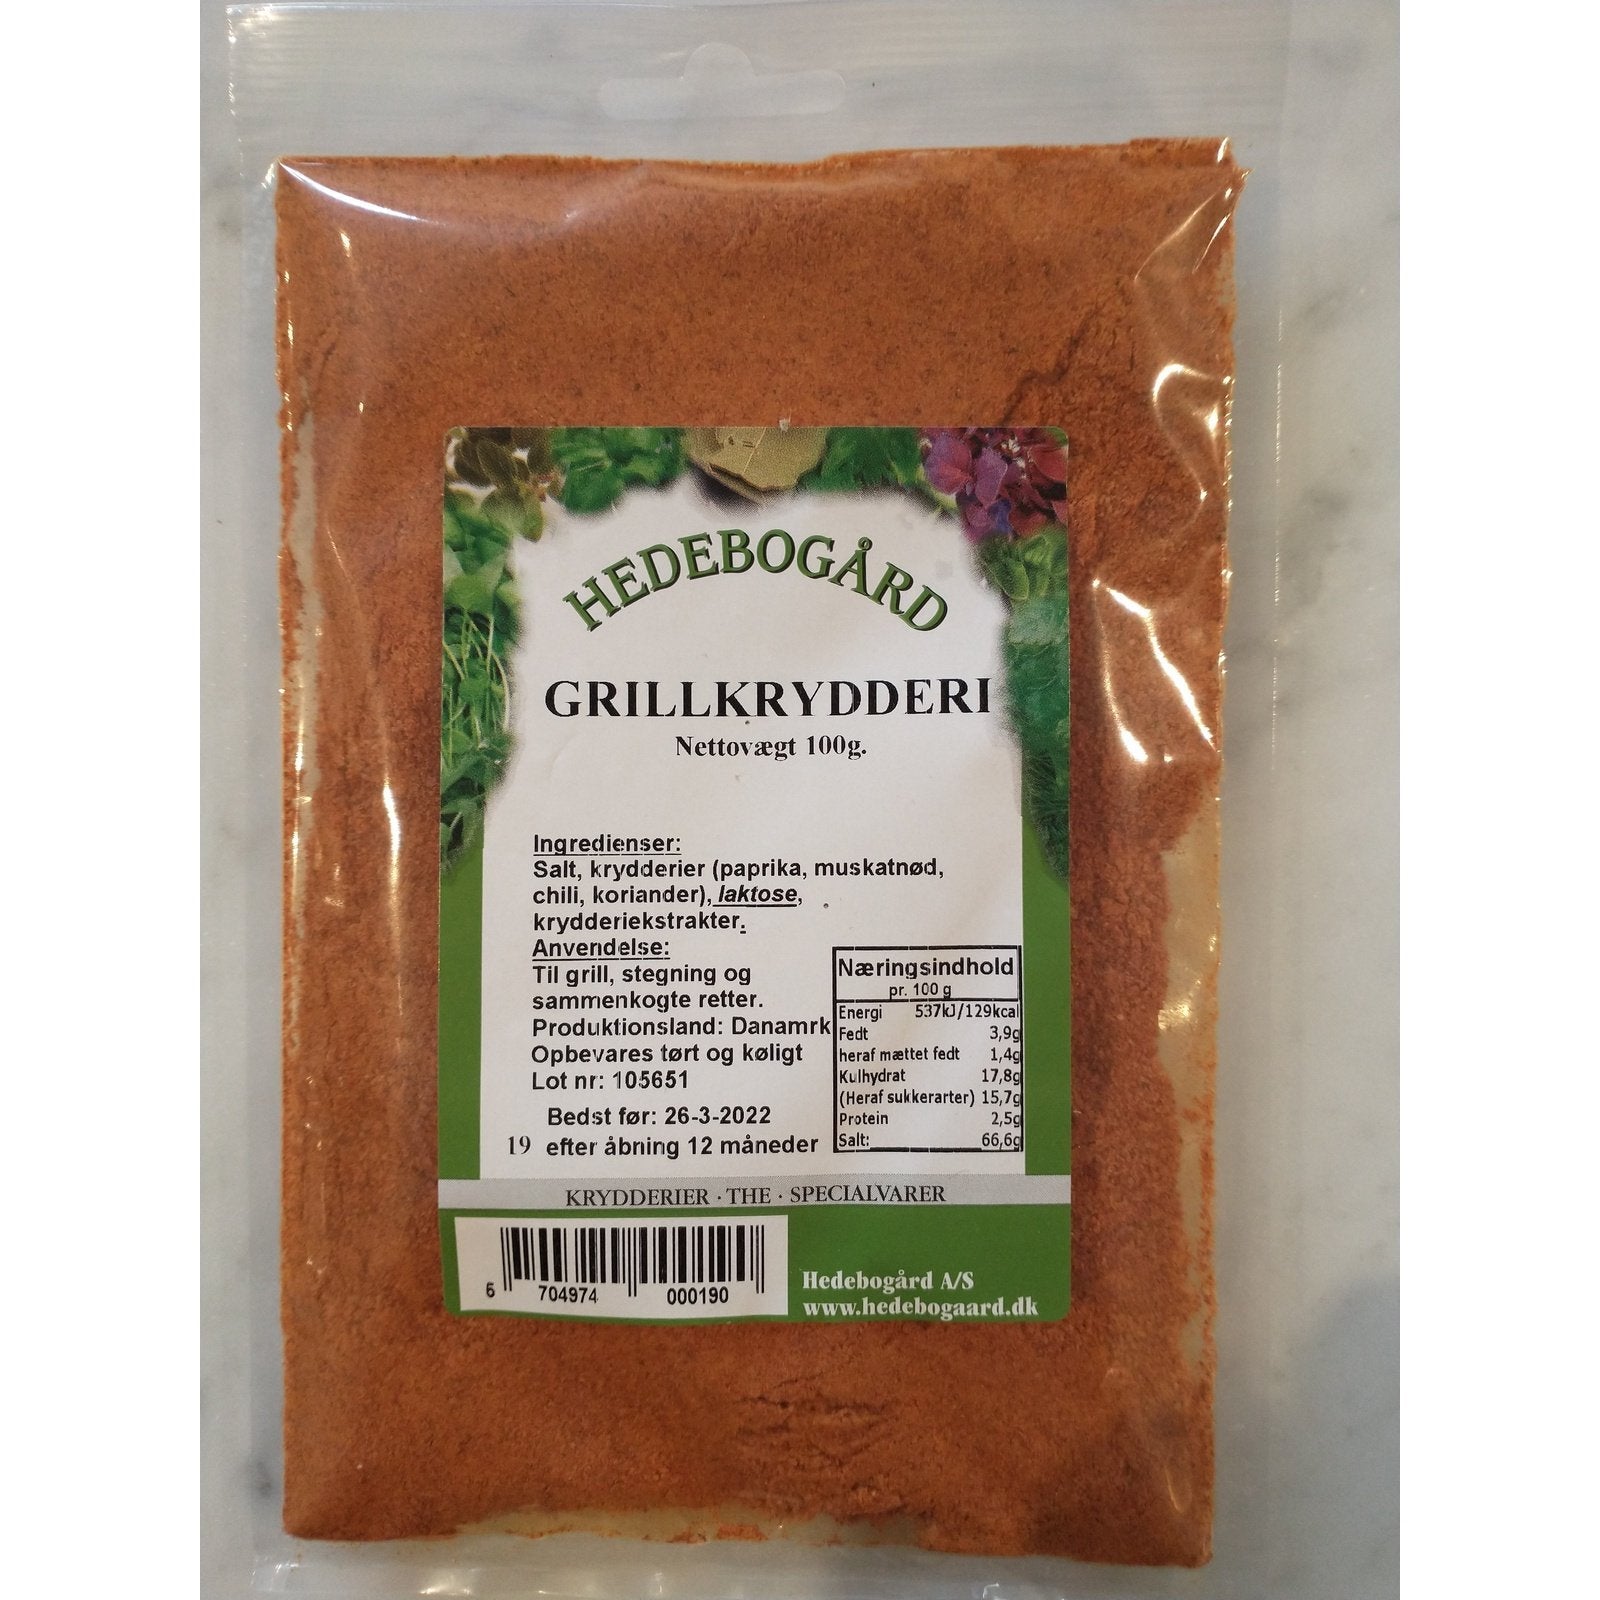 HEDEBOGÅRD
GRILLKRYDDERI
Nettovægt 100g.
Ingredienser:
Salt, krydderier (paprika, muskatnød,
chili, koriander), laktose,
krydderiekstrakter.
Anvendelse:
Til grill, stegning og
sammenkogte retter.
Produktionsland: Danamrk
Opbevares tørt og køligt
Lot nr: 105651
Bedst før: 26-3-2022
19 efter åbning 12 måneder
Næringsindhold
pr. 100 g
Energi 537kJ/129kcal
Fedt 3,9g
heraf mættet fedt 1,4g
Kulhydrat 17,8g
(Heraf sukkerarter) 15,7g
Protein 2,5g
Salt: 66,6g
KRYDDERIER · THE · SPECIALVARER
5 704974 000190
Hedebogård A/S
www.hedebogaard.dk